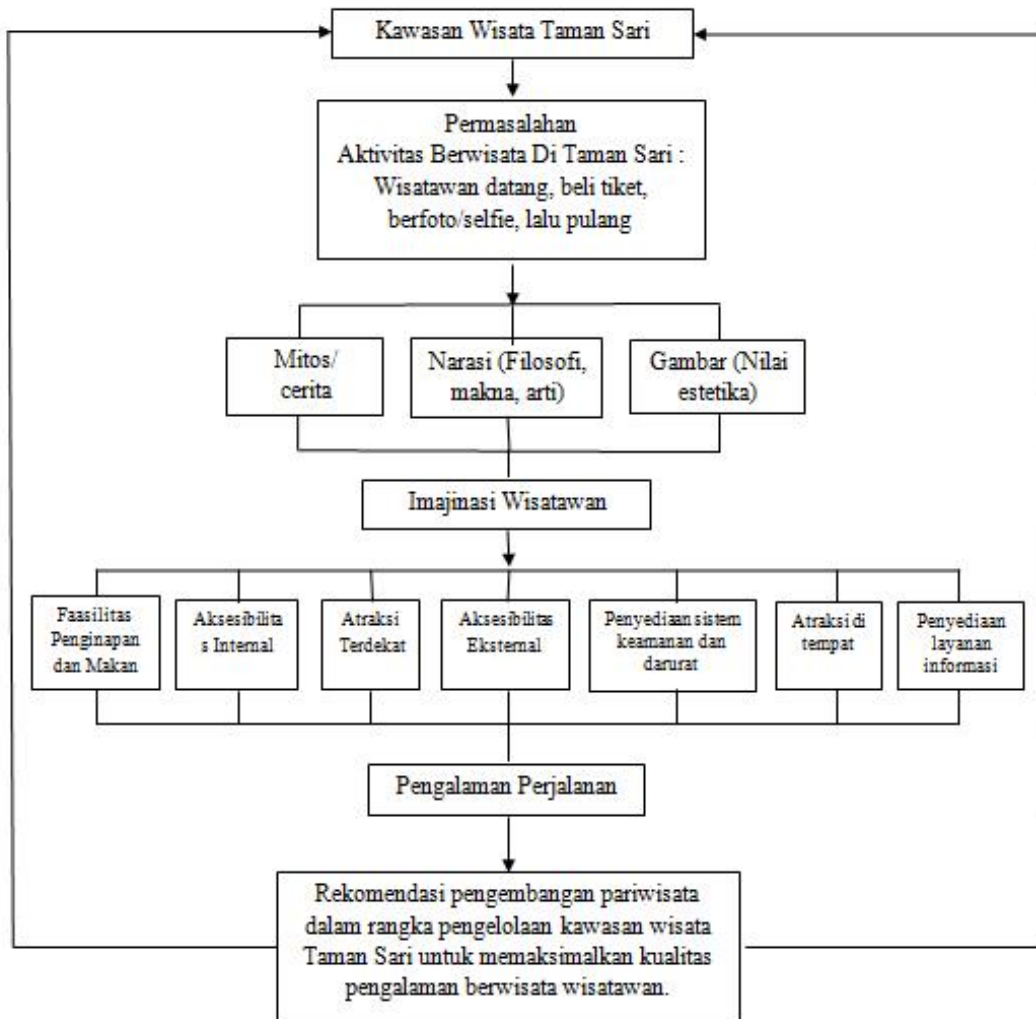 Kawasan Wisata Taman Sari
Permasalahan
Aktivitas Berwisata Di Taman Sari :
Wisatawan datang, beli tiket,
berfoto/selfie, lalu pulang
Mitos/
cerita
Narasi (Filosofi,
makna, arti)
Gambar (Nilai
estetika)
Imajinasi Wisatawan
Faasilitas
Penginapan
dan Makan
Aksesibilita
s Internal
Atraksi
Terdekat
Aksesibilitas
Eksternal
Penyediaan sistem
keamanan dan
darurat
Atraksi di
tempat
Penyediaan
layanan
informasi
Pengalaman Perjalanan
Rekomendasi pengembangan pariwisata
dalam rangka pengelolaan kawasan wisata
Taman Sari untuk memaksimalkan kualitas
pengalaman berwisata wisatawan.